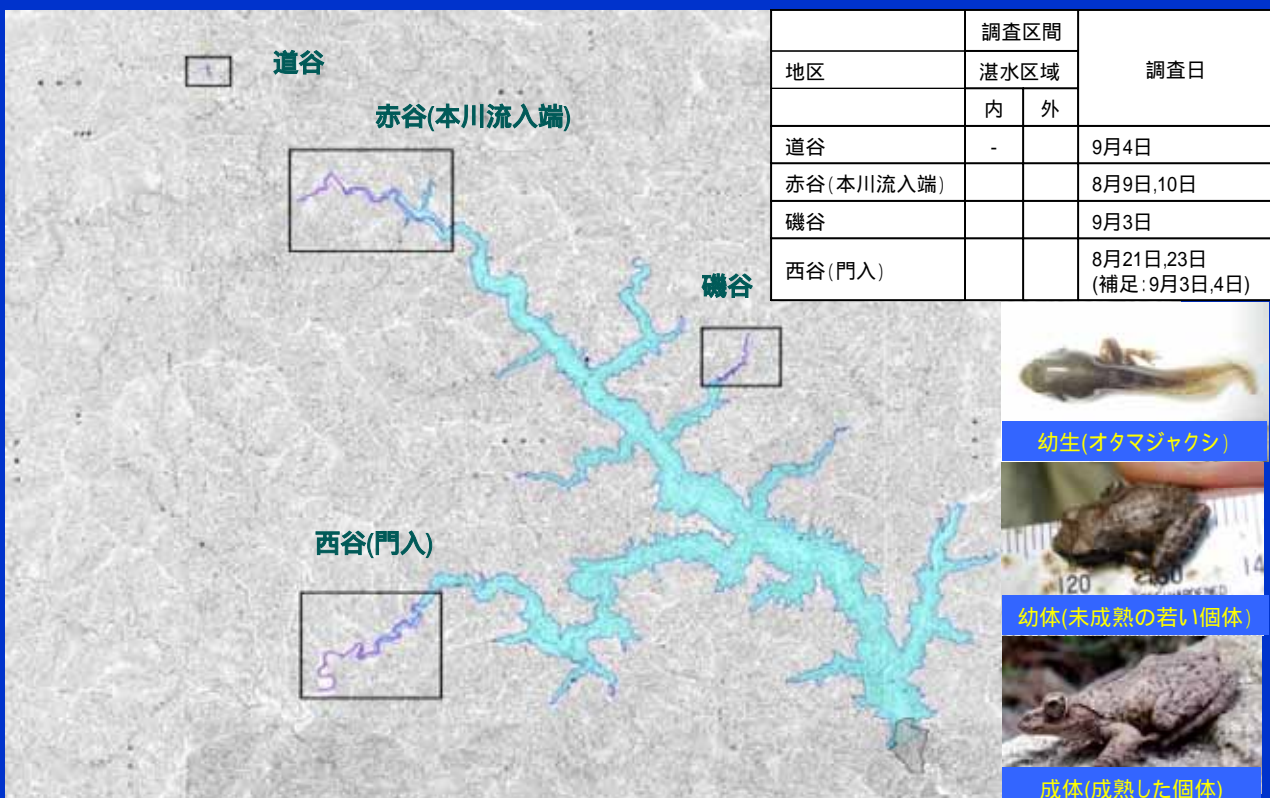 道谷
赤谷(本川流入端)
磯谷
西谷(門入)
調査区間
地区
湛水区域
調査日
内
外
道谷
-
9月4日
赤谷(本川流入端)
8月9日,10日
磯谷
9月3日
西谷(門入)
8月21日,23日
(補足:9月3日,4日)
幼生(オタマジャクシ)
120
14
幼体(未成熟の若い個体)
成体(成熟した個体)